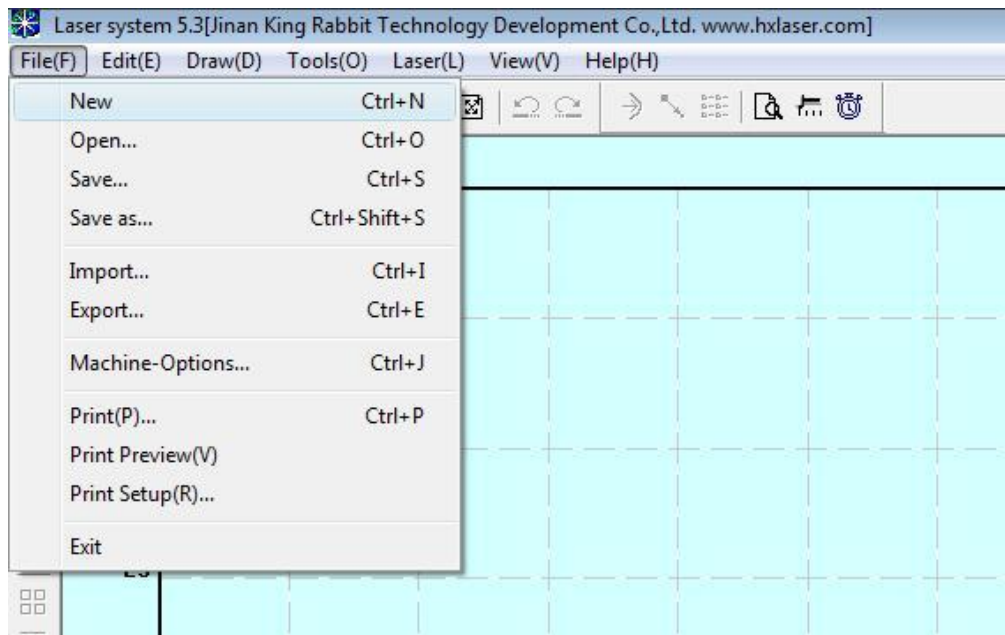 Laser system 5.3[Jinan King Rabbit Technology Development Co.,Ltd. www.hxlaser.com]
File(F) Edit(E) Draw(D) Tools(O) Laser(L) View(V) Help(H)
New Ctrl+N
Open... Ctrl+O
Save... Ctrl+S
Save as... Ctrl+Shift+S
Import... Ctrl+I
Export... Ctrl+E
Machine-Options... Ctrl+J
Print(P)... Ctrl+P
Print Preview(V)
Print Setup(R)...
Exit